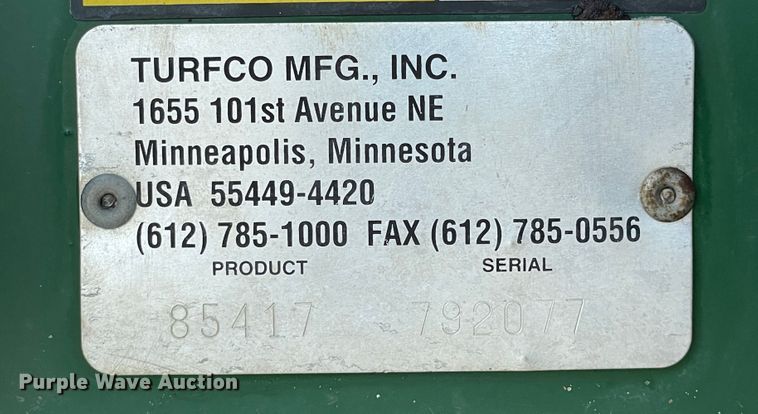 TURFCO MFG., INC.
1655 101st Avenue NE
Minneapolis, Minnesota
USA 55449-4420
(612) 785-1000 FAX (612) 785-0556
PRODUCT SERIAL
85417 792077
Purple Wave Auction